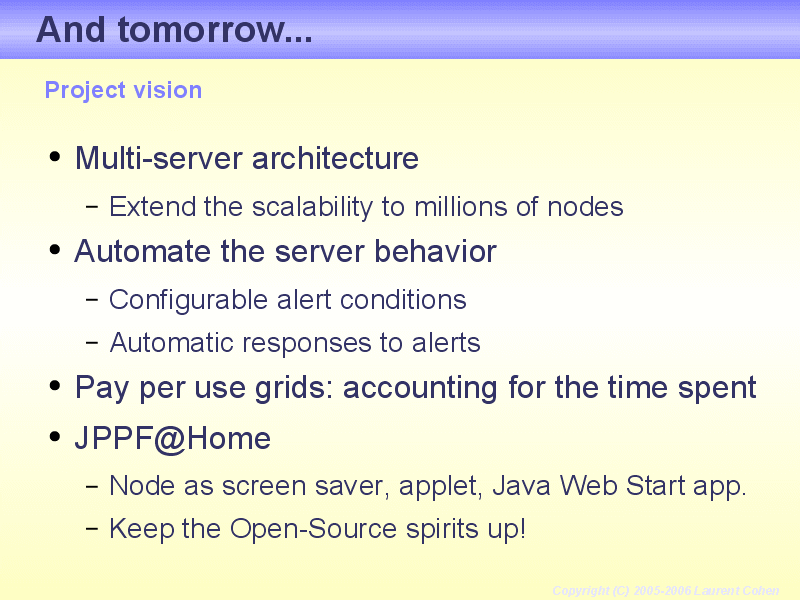 And tomorrow...
Project vision
• Multi-server architecture
– Extend the scalability to millions of nodes
• Automate the server behavior
– Configurable alert conditions
– Automatic responses to alerts
• Pay per use grids: accounting for the time spent
• JPPF@Home
– Node as screen saver, applet, Java Web Start app.
– Keep the Open-Source spirits up!
Copyright (C) 2005-2006 Laurent Cohen